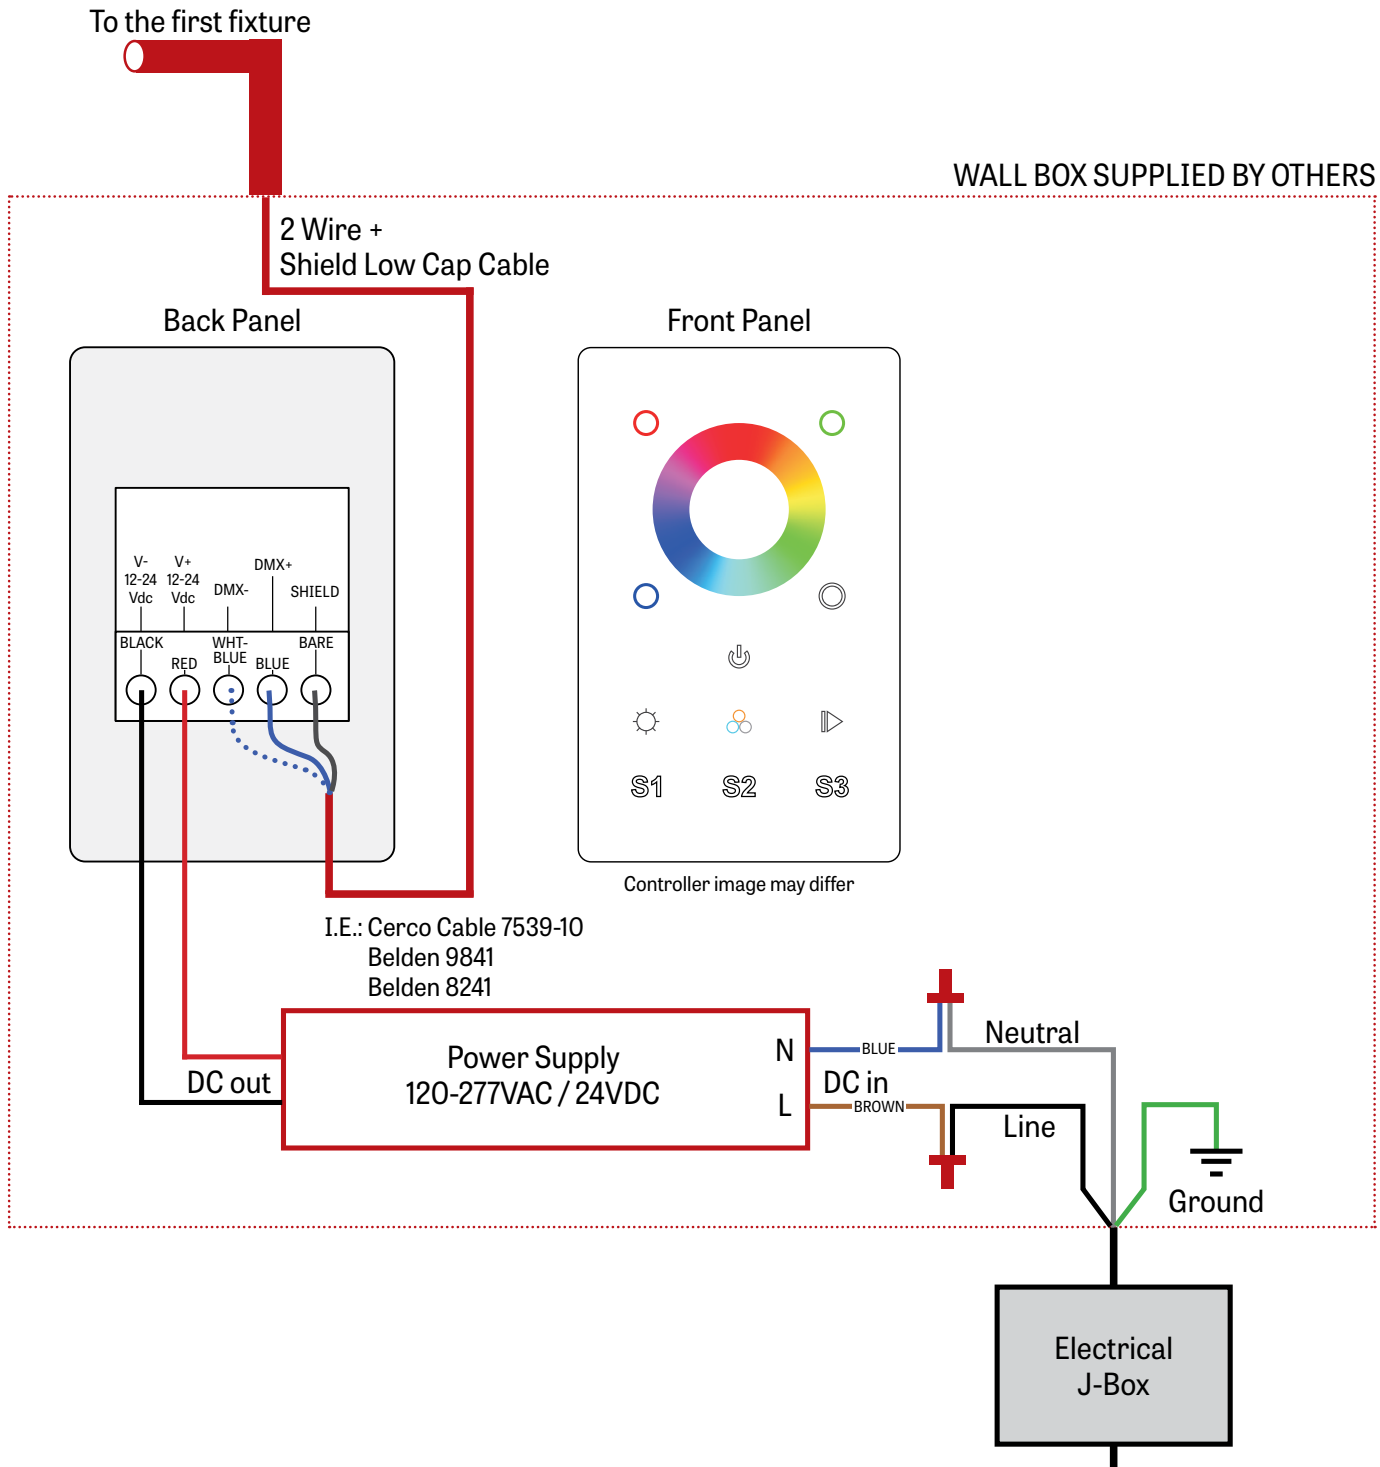 To the first fixture
WALL BOX SUPPLIED BY OTHERS
2 Wire +
Shield Low Cap Cable
Back Panel
Front Panel
V-
12-24
Vdc
V+
12-24
Vdc
DMX-
DMX+
SHIELD
BLACK
RED
WHT-
BLUE
BLUE
BARE
S1
S2
S3
Controller image may differ
I.E.: Cerco Cable 7539-10
Belden 9841
Belden 8241
Power Supply
120-277VAC / 24VDC
DC out
N
L
BLUE
DC in
BROWN
Neutral
Line
Ground
Electrical
J-Box